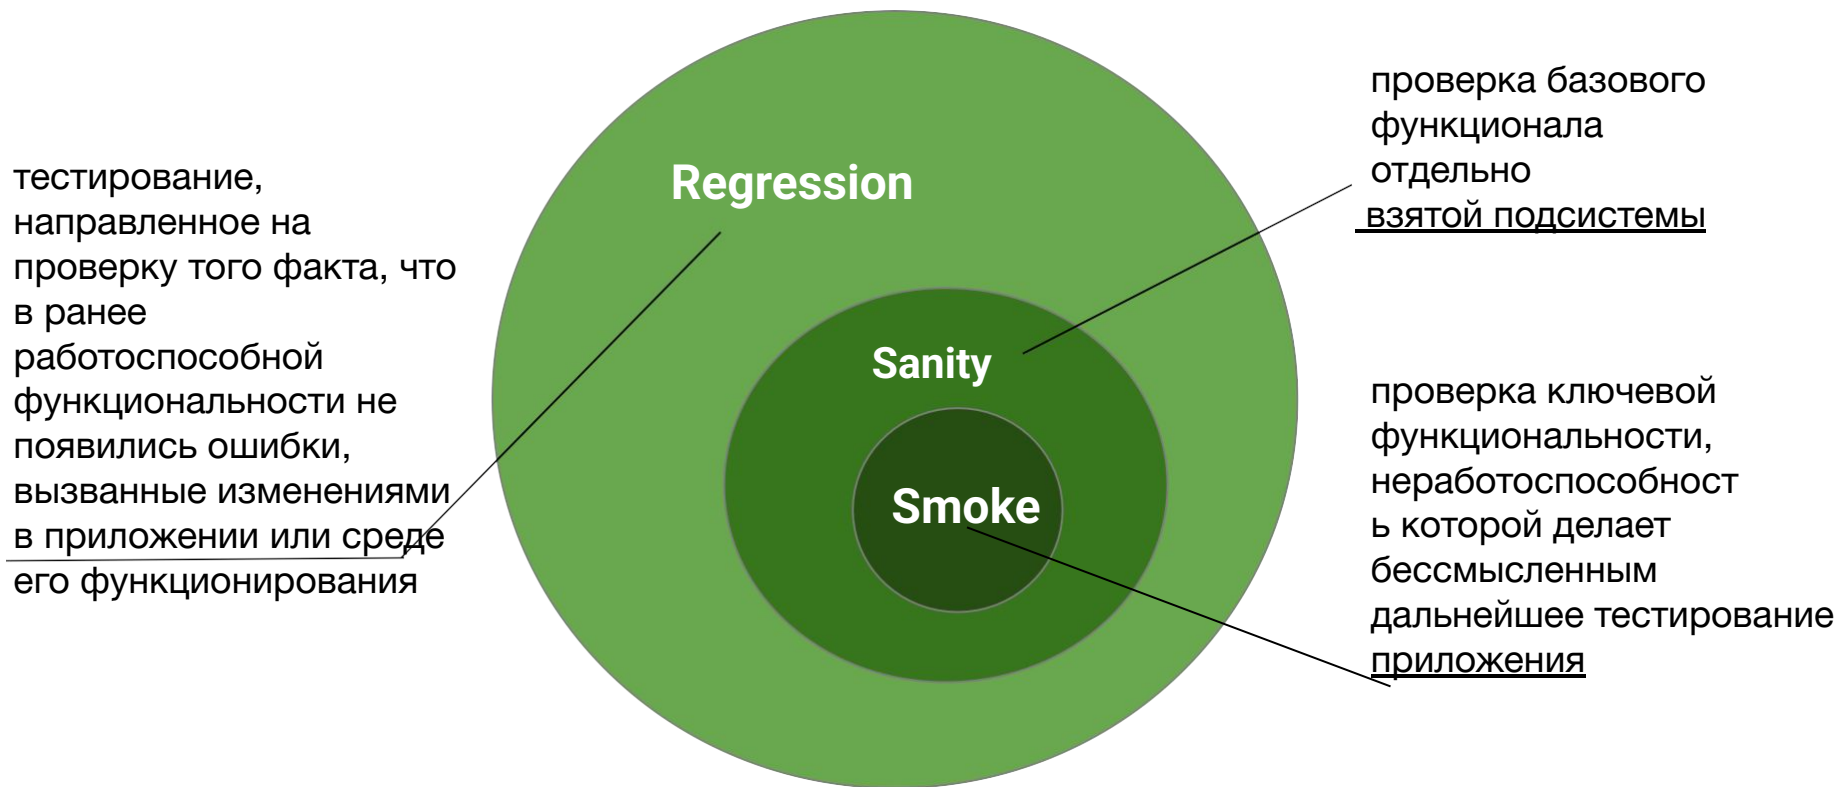 тестирование,
направленное на
проверку того факта, что
в ранее
работоспособной
функциональности не
появились ошибки,
вызванные изменениями
в приложении или среде
его функционирования
Regression
Sanity
Smoke
проверка базового
функционала
отдельно
взятой подсистемы
проверка ключевой
функциональности,
неработоспособност
ь которой делает
бессмысленным
дальнейшее тестирование
приложения